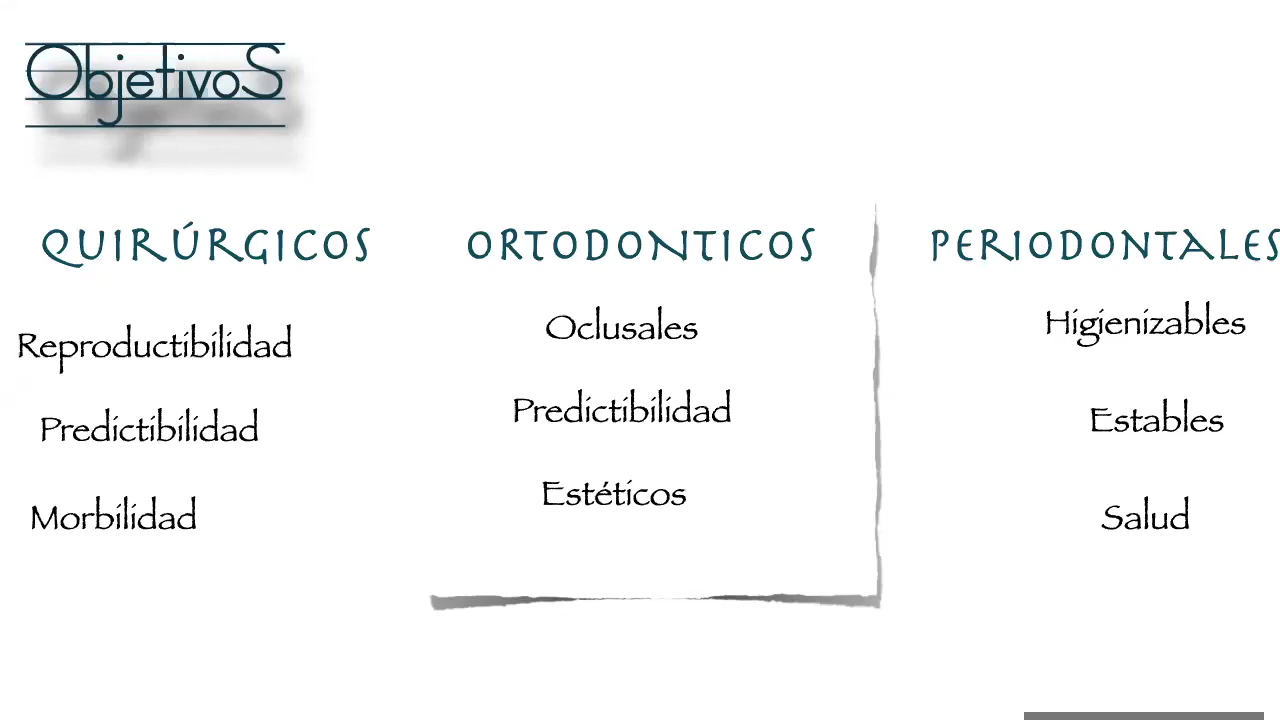 ObjetivoS
QUIRÚRGICOS
Reproductibilidad
Predictibilidad
Morbilidad
ORTODONTICOS
Oclusales
Predictibilidad
Estéticos
PERIODONTALES
Higienizables
Estables
Salud